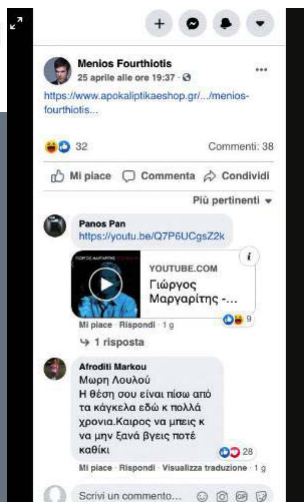 Menios Fourthiotis
25 aprile alle ore 19:37
https://www.apokaliptikaeshop.gr/.../menios-
fourthiotis...
32
Commenti: 38
Mi piace Commenta Condividi
Più pertinenti
Panos Pan
https://youtu.be/Q7P6UCgsZ2k
YOUTUBE.COM
Γιώργος
Μαργαρίτης -...
Mi piace · Rispondi · 1 g
9
1 risposta
Afroditi Markou
Μωρη Λουλού
Η θέση σου είναι πίσω από
τα κάγκελα εδώ κ πολλά
χρονια.Καιρος να μπεις κ
να μην ξανά βγεις ποτέ
καθίκι
28
Mi piace · Rispondi · Visualizza traduzione · 1 g
Scrivi un commento...
GIF